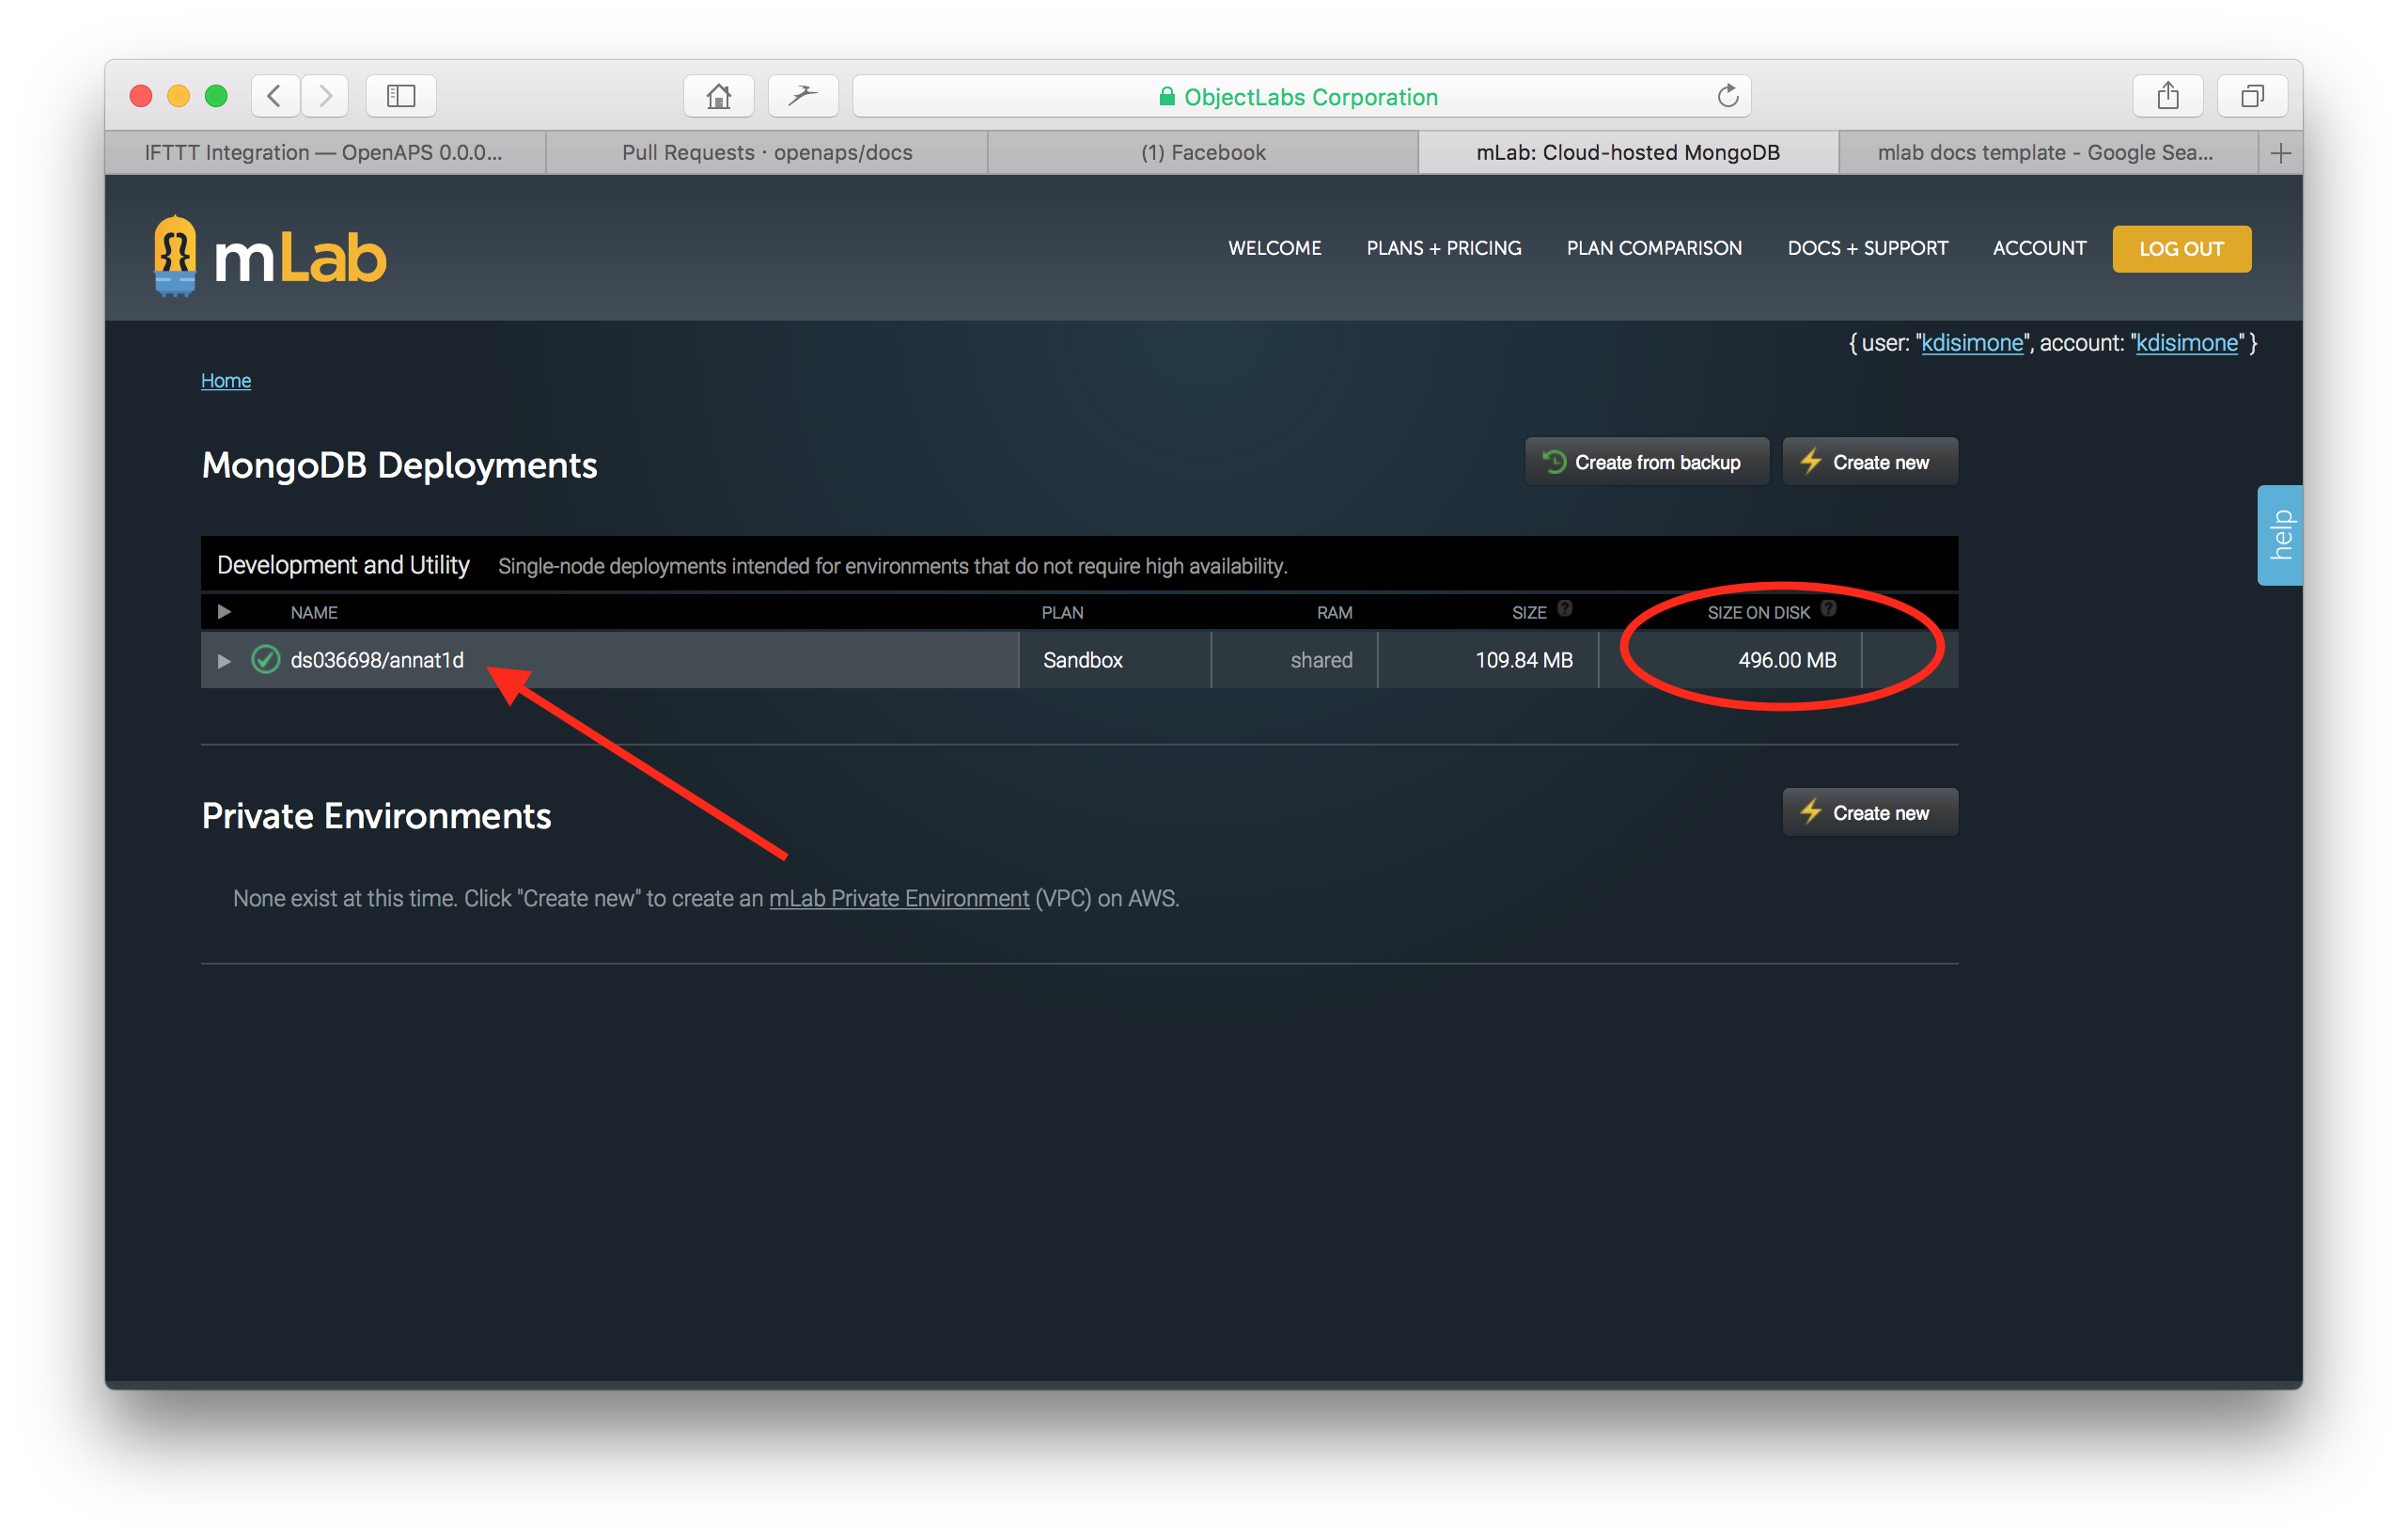 ObjectLabs Corporation
IFTTT Integration — OpenAPS 0.0.0...
Pull Requests · openaps/docs
(1) Facebook
mLab: Cloud-hosted MongoDB
mlab docs template - Google Sea...
mLab
WELCOME
PLANS + PRICING
PLAN COMPARISON
DOCS + SUPPORT
ACCOUNT
LOG OUT
{ user: "kdisimone", account: "kdisimone" }
Home
MongoDB Deployments
Create from backup
Create new
help
Development and Utility Single-node deployments intended for environments that do not require high availability.
NAME PLAN RAM SIZE ? SIZE ON DISK ?
ds036698/annat1d Sandbox shared 109.84 MB 496.00 MB
Private Environments
Create new
None exist at this time. Click "Create new" to create an mLab Private Environment (VPC) on AWS.